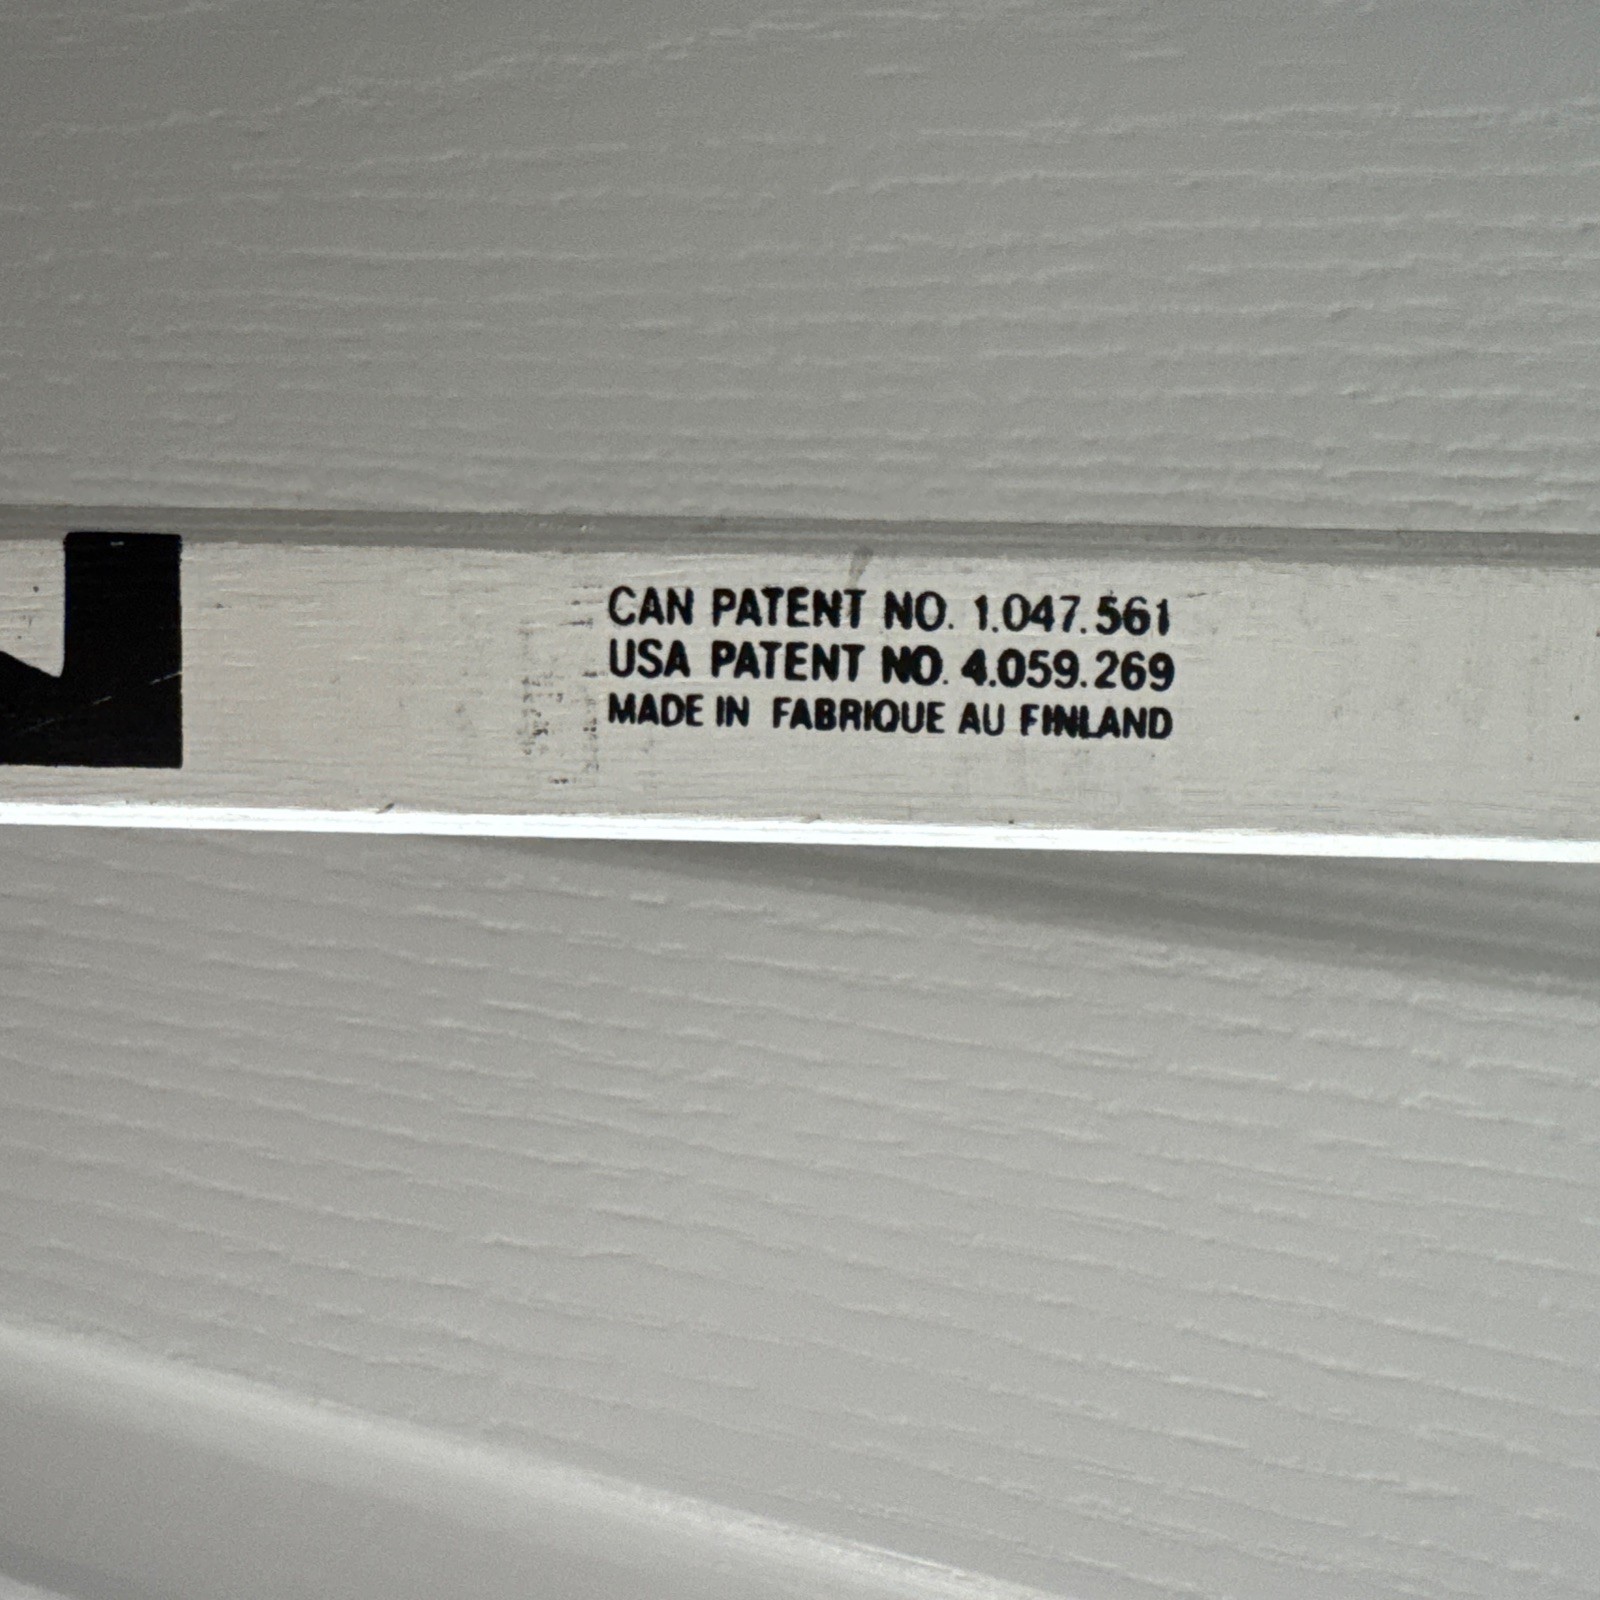 CAN PATENT NO. 1.047.561
USA PATENT NO. 4.059.269
MADE IN FABRIQUE AU FINLAND